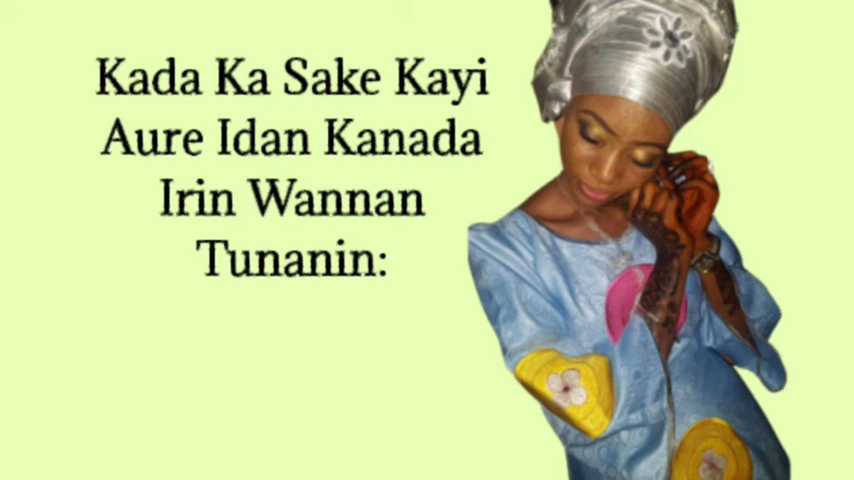 Kada Ka Sake Kayi
Aure Idan Kanada
Irin Wannan
Tunanin: